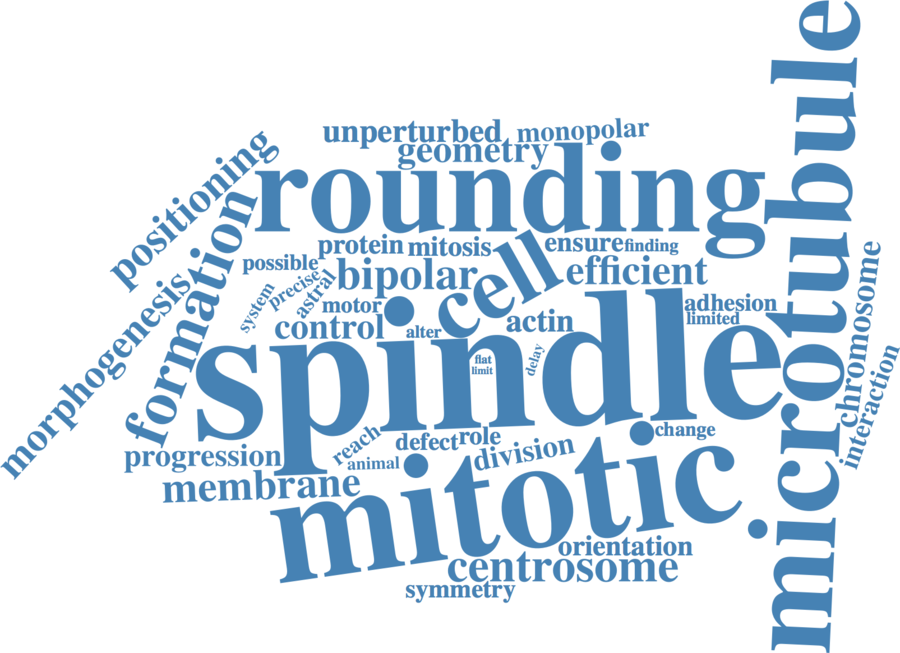 microtubule
unperturbed
monopolar
geometry
positioning
rounding
formation
protein
mitosis
ensure
finding
possible
bipolar
cell
efficient
chromosome
morphogenesis
system
precise
astral
motor
adhesion
limited
control
alter
actin
spindle
flat
limit
delay
interaction
change
reach
defect
role
progression
animal
division
membrane
mitotic
orientation
centrosome
symmetry